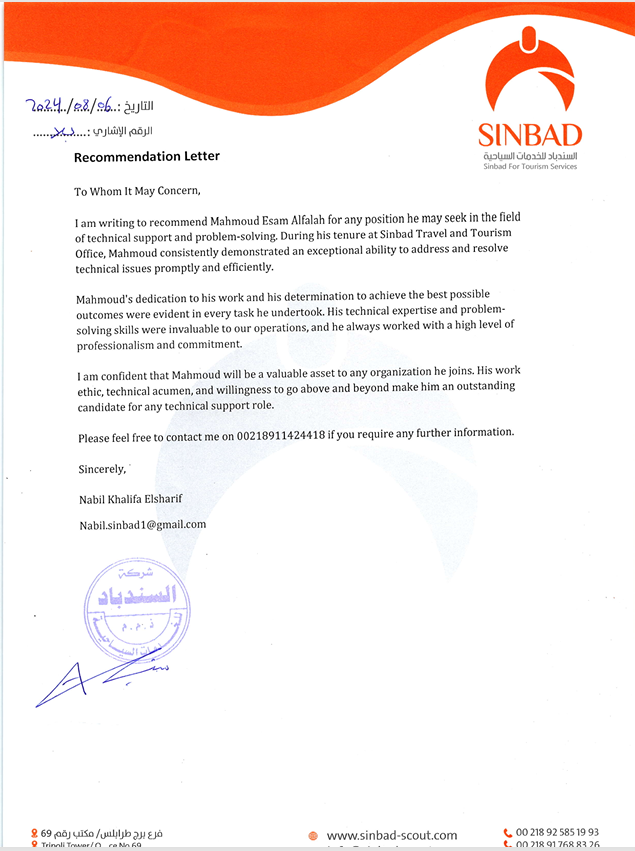 التاريخ : 2024/08/06
الرقم الإشاري :
SINBAD
السندباد للخدمات السياحية
Sinbad For Tourism Services
Recommendation Letter
To Whom It May Concern,
I am writing to recommend Mahmoud Esam Alfalah for any position he may seek in the field
of technical support and problem-solving. During his tenure at Sinbad Travel and Tourism
Office, Mahmoud consistently demonstrated an exceptional ability to address and resolve
technical issues promptly and efficiently.
Mahmoud's dedication to his work and his determination to achieve the best possible
outcomes were evident in every task he undertook. His technical expertise and problem-
solving skills were invaluable to our operations, and he always worked with a high level of
professionalism and commitment.
I am confident that Mahmoud will be a valuable asset to any organization he joins. His work
ethic, technical acumen, and willingness to go above and beyond make him an outstanding
candidate for any technical support role.
Please feel free to contact me on 00218911424418 if you require any further information.
Sincerely,
Nabil Khalifa Elsharif
Nabil.sinbad1@gmail.com
شركة
السندباد
ذ.م.م
للخدمات السياحية
فرع برج طرابلس/ مكتب رقم 69
www.sinbad-scout.com
00 218 92 585 19 93
Tripoli Tower/ No 69
00 218 91 768 83 26